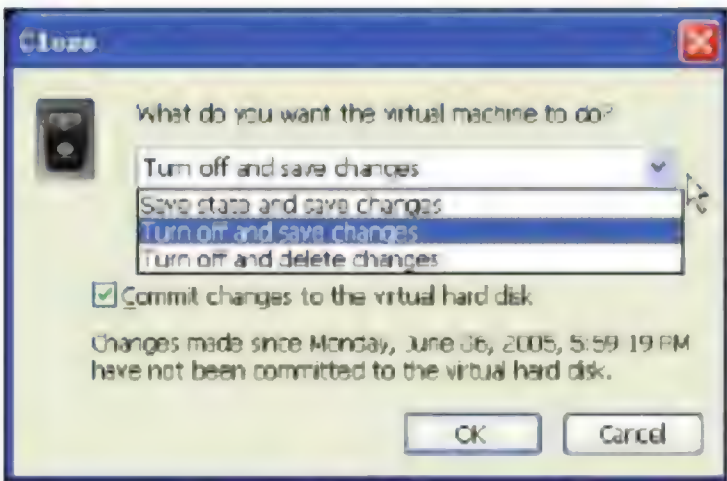 Close
What do you want the virtual machine to do?
Turn off and save changes
Save state and save changes
Turn off and save changes
Turn off and delete changes
Commit changes to the virtual hard disk
Changes made since Monday, June 06, 2005, 5:59:19 PM
have not been committed to the virtual hard disk.
OK
Cancel